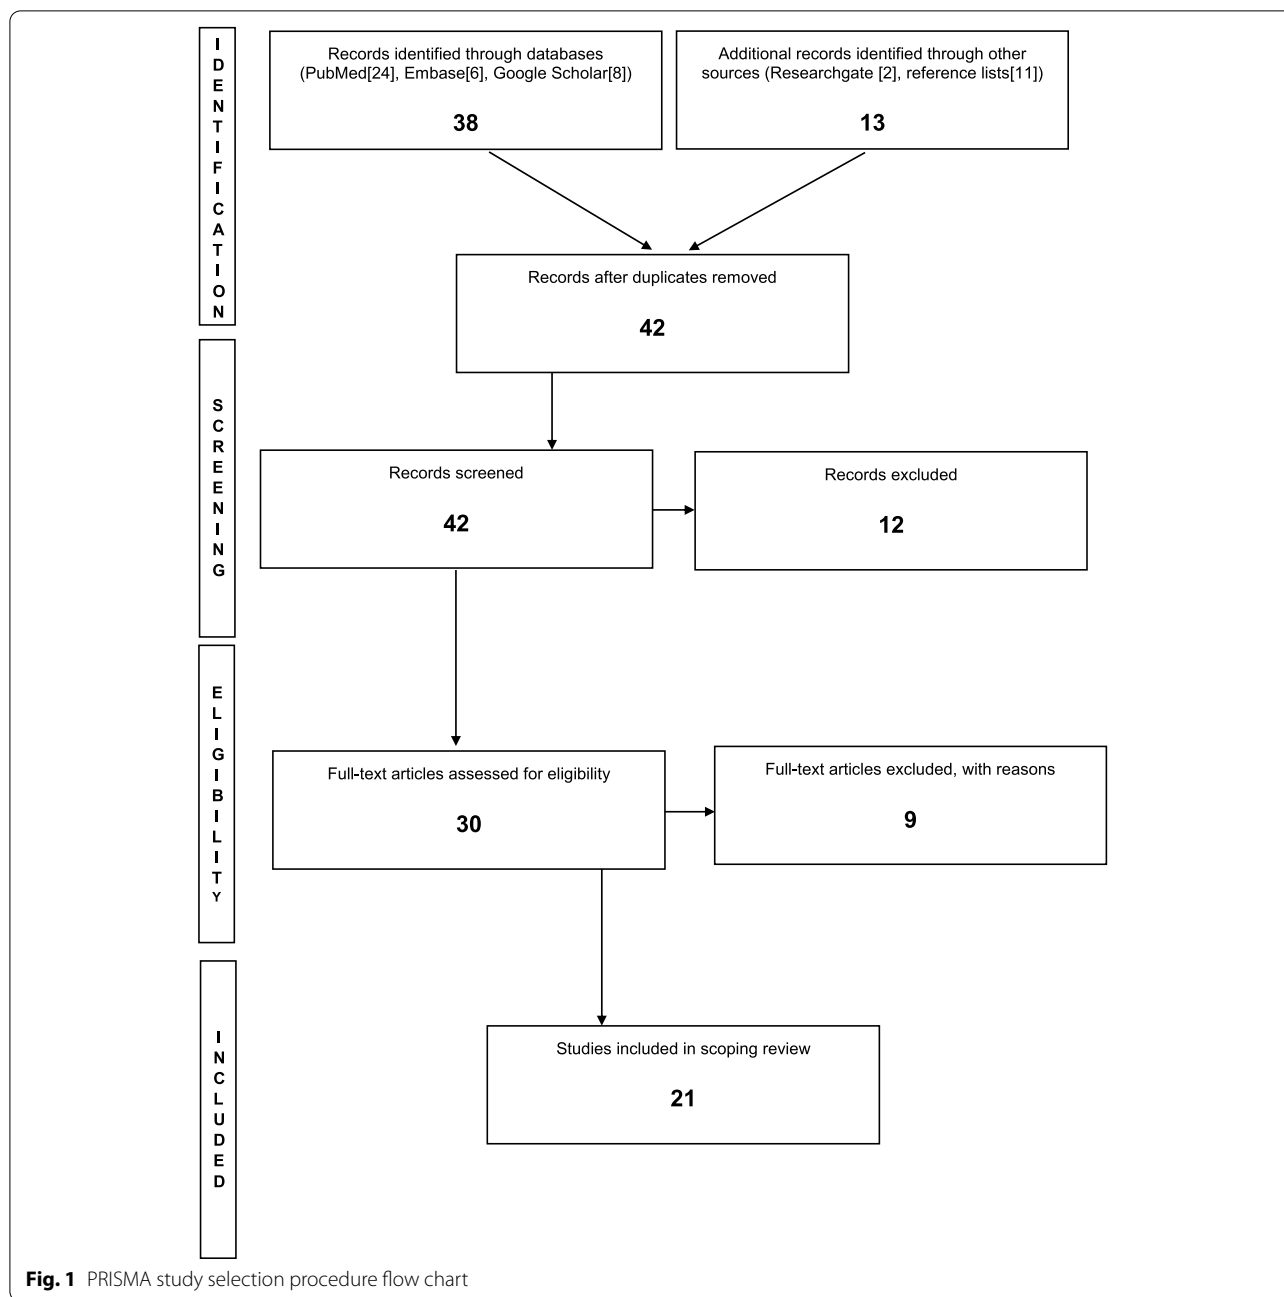 IDENTIFICATION
Records identified through databases
(PubMed[24], Embase[6], Google Scholar[8])
38
Additional records identified through other
sources (Researchgate [2], reference lists[11])
13
Records after duplicates removed
42
SCREENING
Records screened
42
Records excluded
12
ELIGIBILITY
Full-text articles assessed for eligibility
30
Full-text articles excluded, with reasons
9
INCLUDED
Studies included in scoping review
21
Fig. 1 PRISMA study selection procedure flow chart